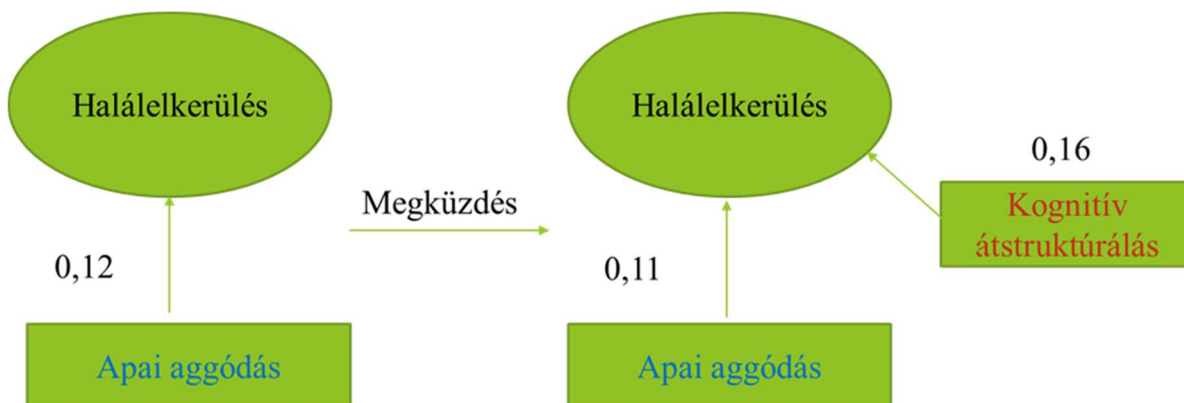 Halálelkerülés
0,12
Apai aggódás
Megküzdés
Halálelkerülés
0,11
Apai aggódás
0,16
Kognitív
átstruktúrálás